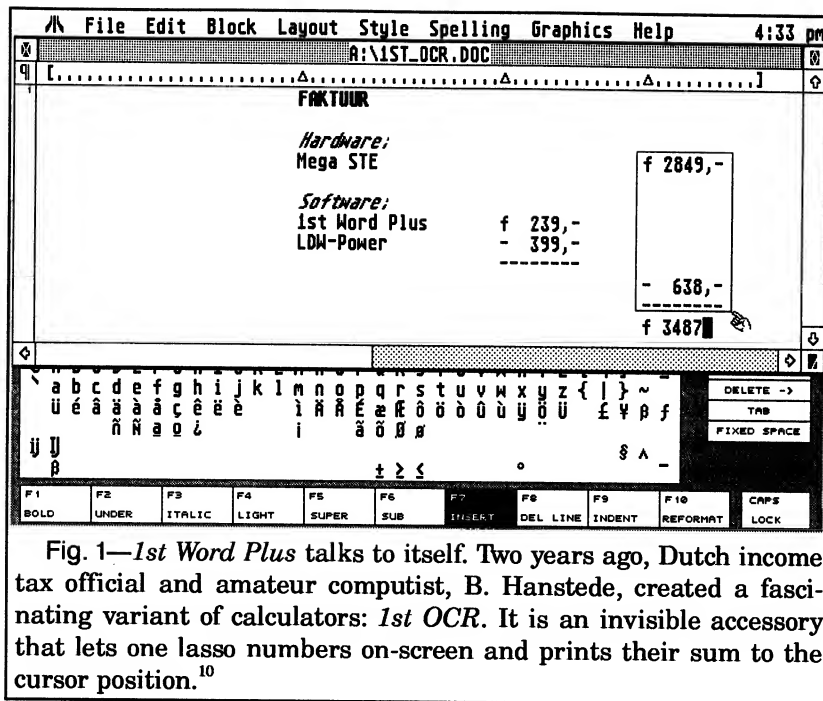 File Edit Block Layout Style Spelling Graphics Help 4:33 pm
A:\1ST_OCR.DOC
FAKTUUR
Hardware:
Mega STE f 2849,-
Software:
1st Word Plus f 239,-
LDW-Power - 399,-
- 638,-
f 3487
` a b c d e f g h i j k l m n o p q r s t u v w x y z { | } ~
DELETE ->
TAB
FIXED SPACE
F1 F2 F3 F4 F5 F6 F7 F8 F9 F10 CAPS
BOLD UNDER ITALIC LIGHT SUPER SUB INSERT DEL LINE INDENT REFORMAT LOCK
Fig. 1—1st Word Plus talks to itself. Two years ago, Dutch income
tax official and amateur computist, B. Hanstede, created a fasci-
nating variant of calculators: 1st OCR. It is an invisible accessory
that lets one lasso numbers on-screen and prints their sum to the
cursor position.¹⁰